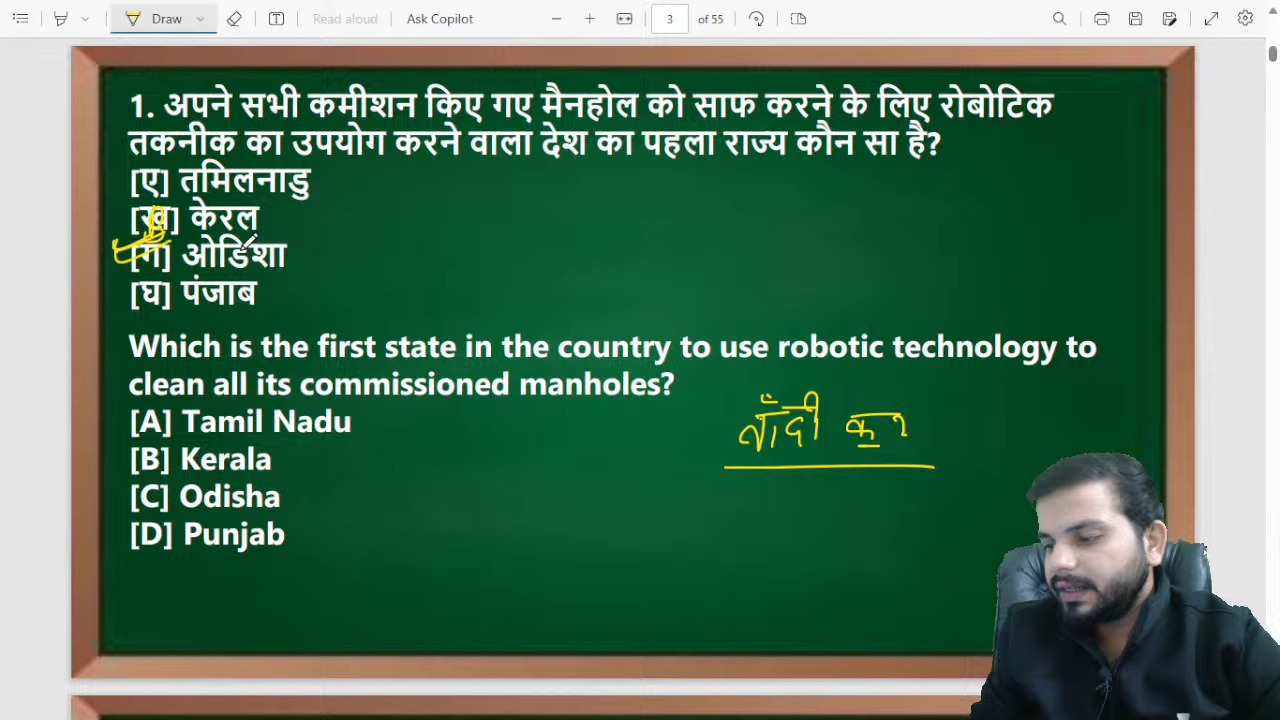 Draw
Read aloud
Ask Copilot
3 of 55
1. अपने सभी कमीशन किए गए मैनहोल को साफ करने के लिए रोबोटिक
तकनीक का उपयोग करने वाला देश का पहला राज्य कौन सा है?
[ए] तमिलनाडु
[ख] केरल
[ग] ओडिशा
[घ] पंजाब
Which is the first state in the country to use robotic technology to
clean all its commissioned manholes?
[A] Tamil Nadu
[B] Kerala
[C] Odisha
[D] Punjab